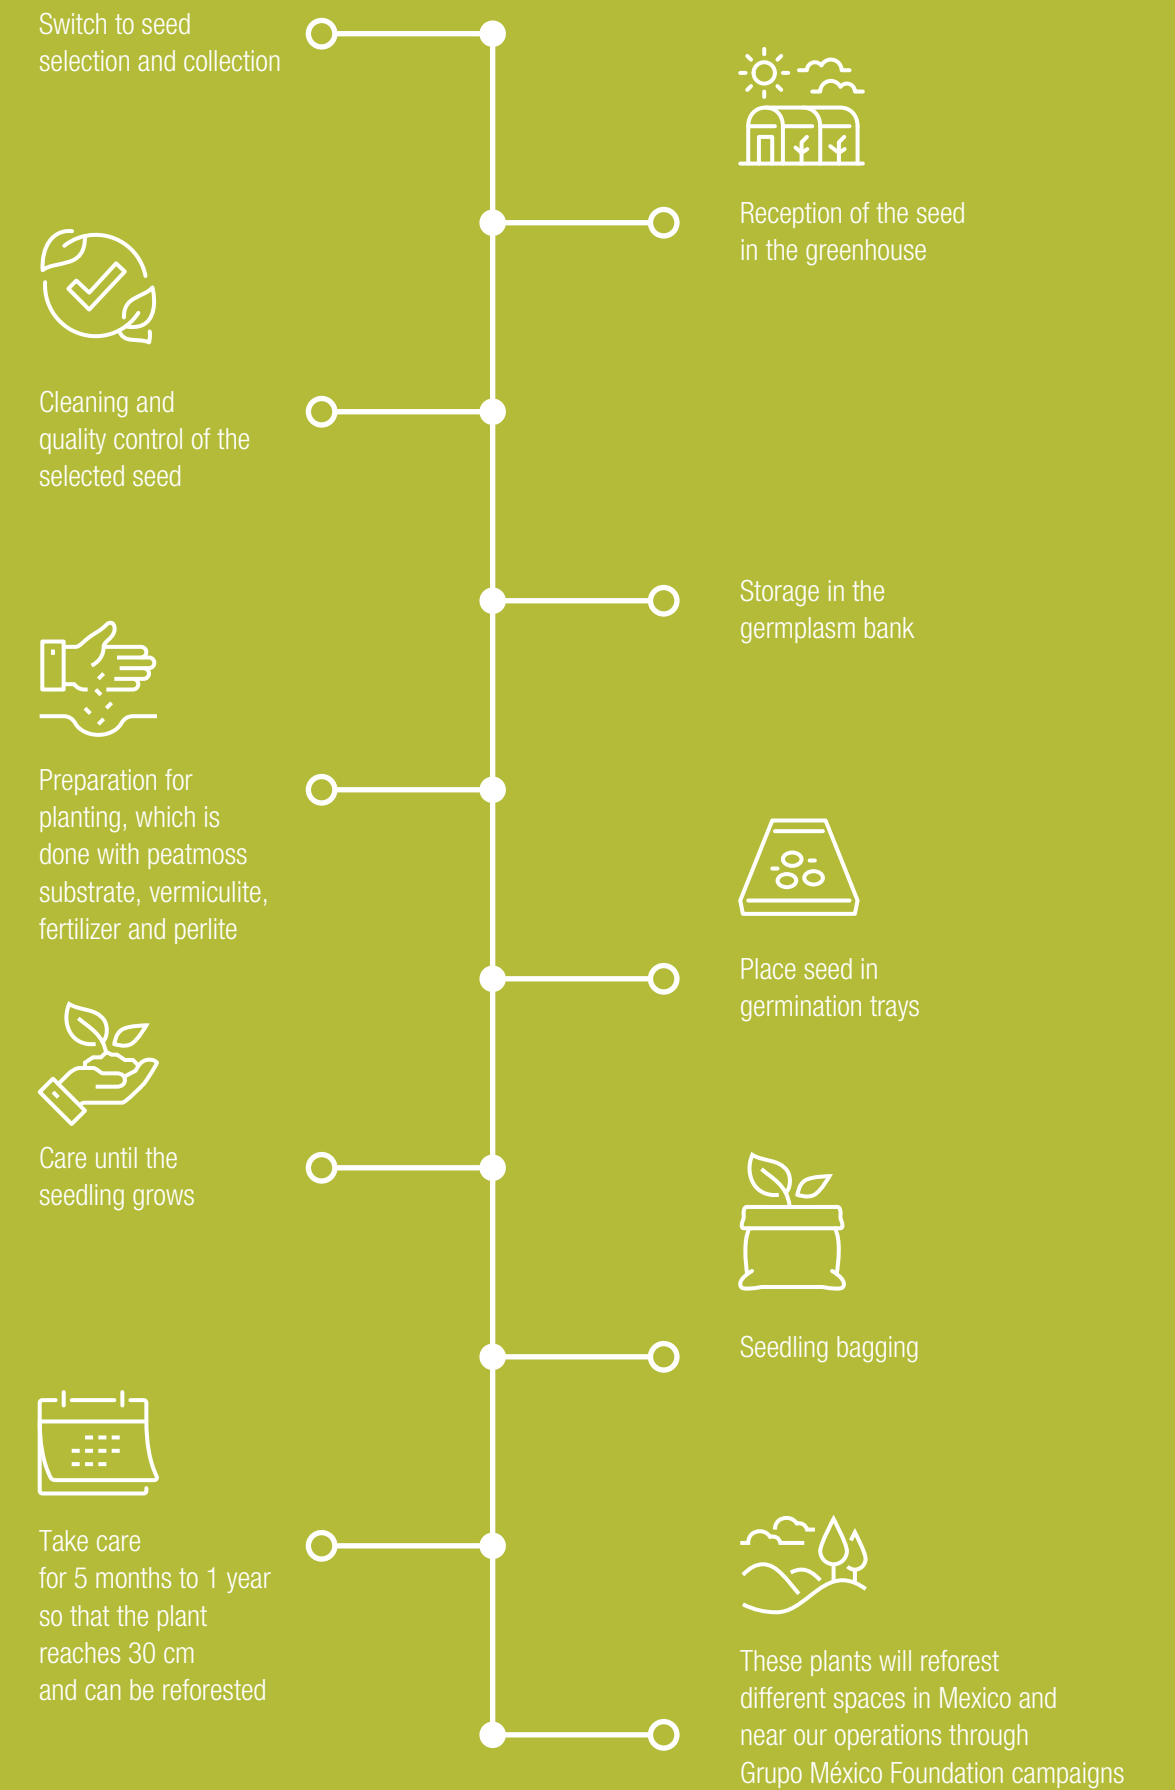 Switch to seed
selection and collection
Reception of the seed
in the greenhouse
Cleaning and
quality control of the
selected seed
Storage in the
germplasm bank
Preparation for
planting, which is
done with peatmoss
substrate, vermiculite,
fertilizer and perlite
Place seed in
germination trays
Care until the
seedling grows
Seedling bagging
Take care
for 5 months to 1 year
so that the plant
reaches 30 cm
and can be reforested
These plants will reforest
different spaces in Mexico and
near our operations through
Grupo México Foundation campaigns